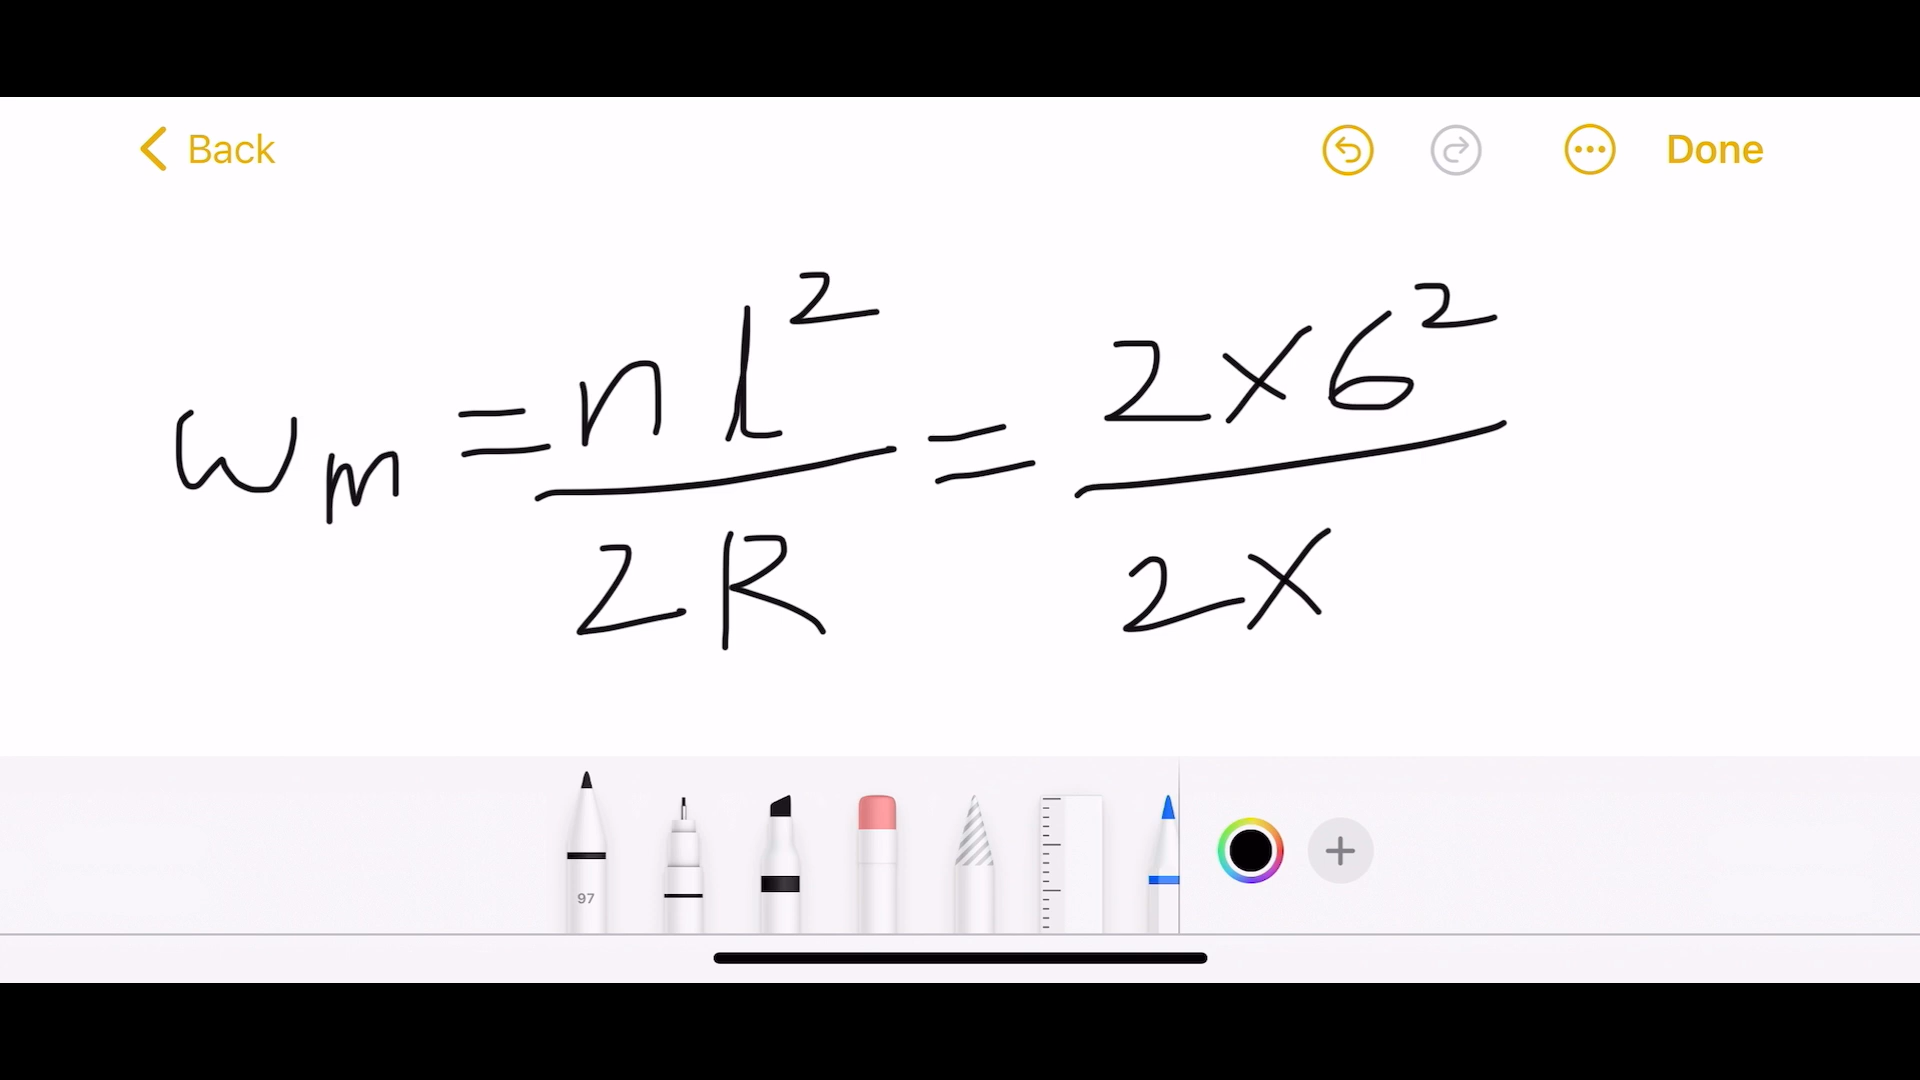 Back
Done
Wm = nl² / 2R = 2×6² / 2×
97